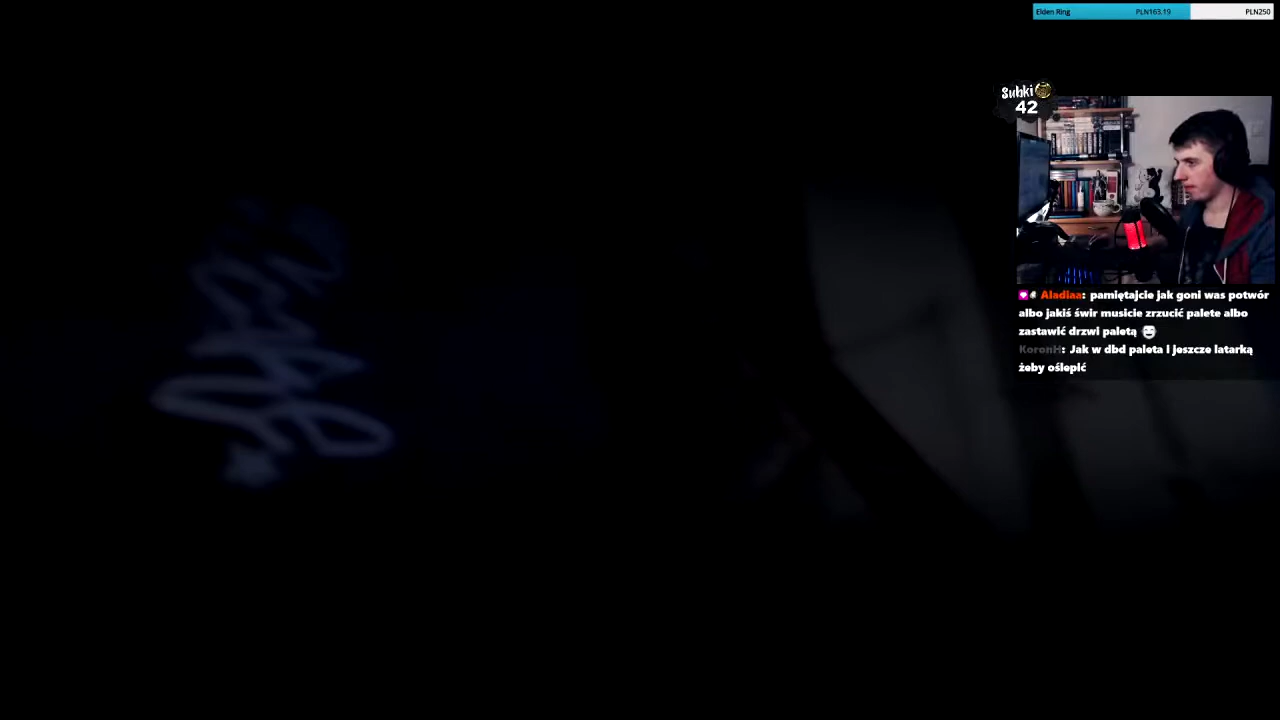 Elden Ring PLN163.19 PLN250
Subki
42
Aladiaa: pamiętajcie jak goni was potwór
albo jakiś świr musicie zrzucić palete albo
zastawić drzwi paletą
KoronH: Jak w dbd paleta i jeszcze latarką
żeby oślepić